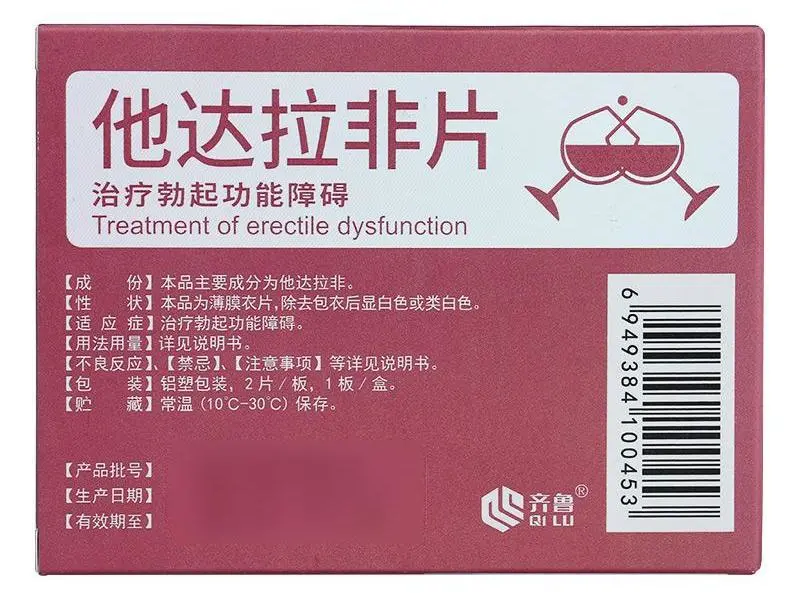 他达拉非片
治疗勃起功能障碍
Treatment of erectile dysfunction
【成 份】本品主要成分为他达拉非。
【性 状】本品为薄膜衣片,除去包衣后显白色或类白色。
【适 应 症】治疗勃起功能障碍。
【用法用量】详见说明书。
【不良反应】、【禁忌】、【注意事项】等详见说明书。
【包 装】铝塑包装, 2 片 / 板, 1 板 / 盒。
【贮 藏】常温 (10℃-30℃) 保存。
【产品批号】
【生产日期】
【有效期至】
齐鲁®
QILU
6 949384 100453